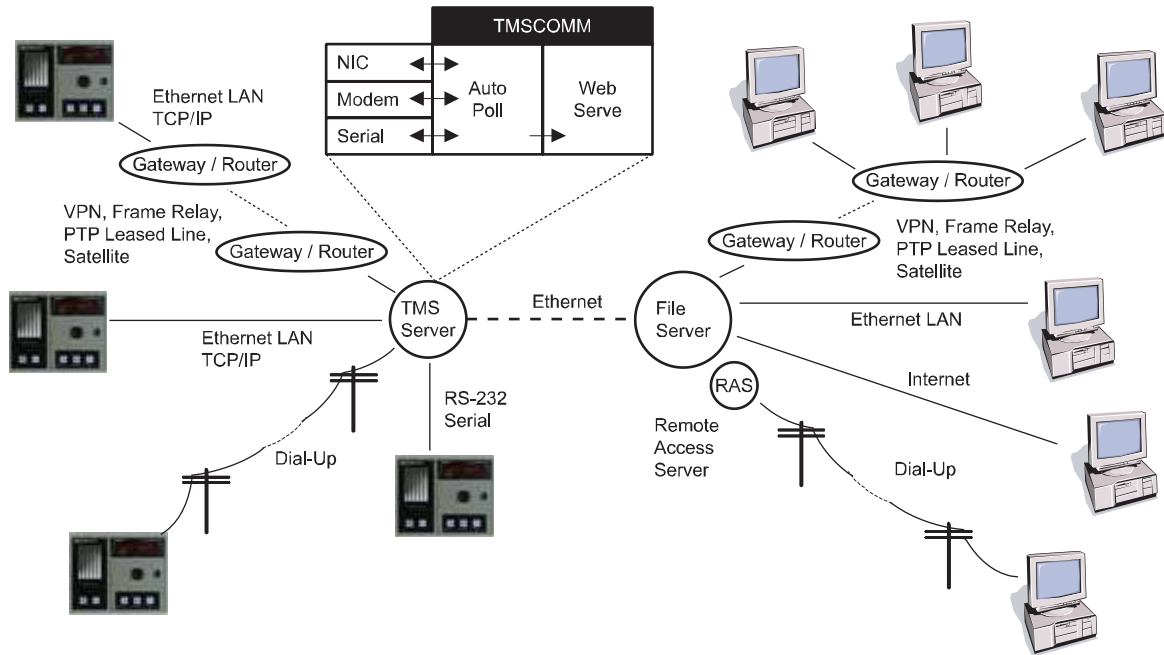 TMSCOMM
NIC
Modem
Serial
Auto
Poll
Web
Serve
Ethernet LAN
TCP/IP
Gateway / Router
VPN, Frame Relay,
PTP Leased Line,
Satellite
Gateway / Router
Gateway / Router
Gateway / Router
VPN, Frame Relay,
PTP Leased Line,
Satellite
TMS
Server
Ethernet
File
Server
Ethernet LAN
TCP/IP
Ethernet LAN
Internet
RS-232
Serial
RAS
Remote
Access
Server
Dial-Up
Dial-Up